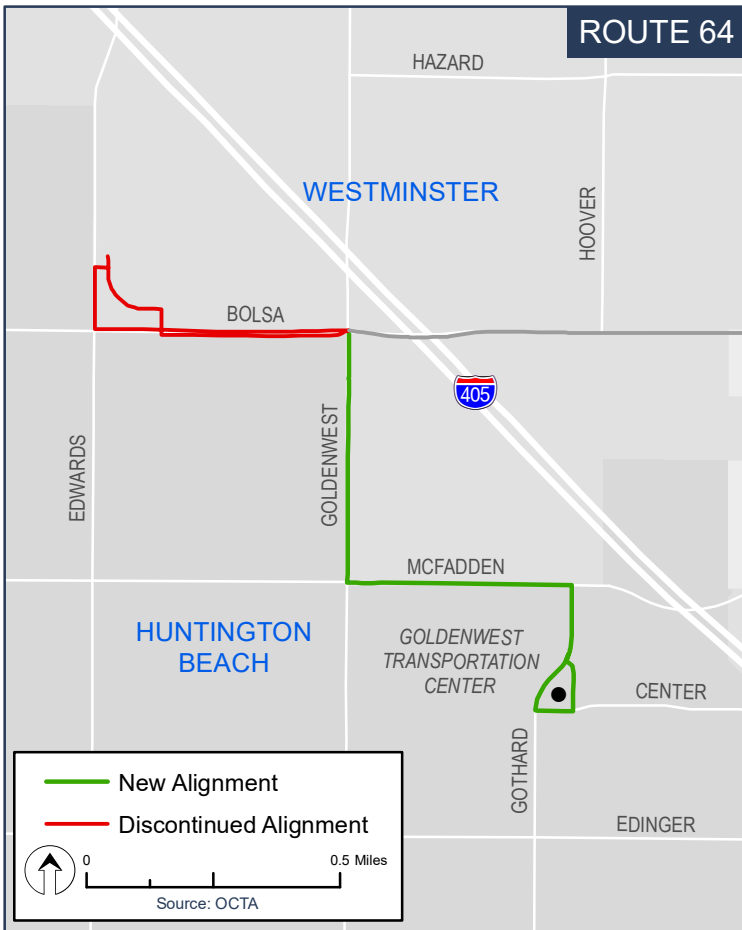 ROUTE 64
HAZARD
WESTMINSTER
HOOVER
BOLSA
405
GOLDENWEST
EDWARDS
MCFADDEN
HUNTINGTON
BEACH
GOLDENWEST
TRANSPORTATION
CENTER
CENTER
GOTHARD
EDINGER
New Alignment
Discontinued Alignment
0 0.5 Miles
Source: OCTA